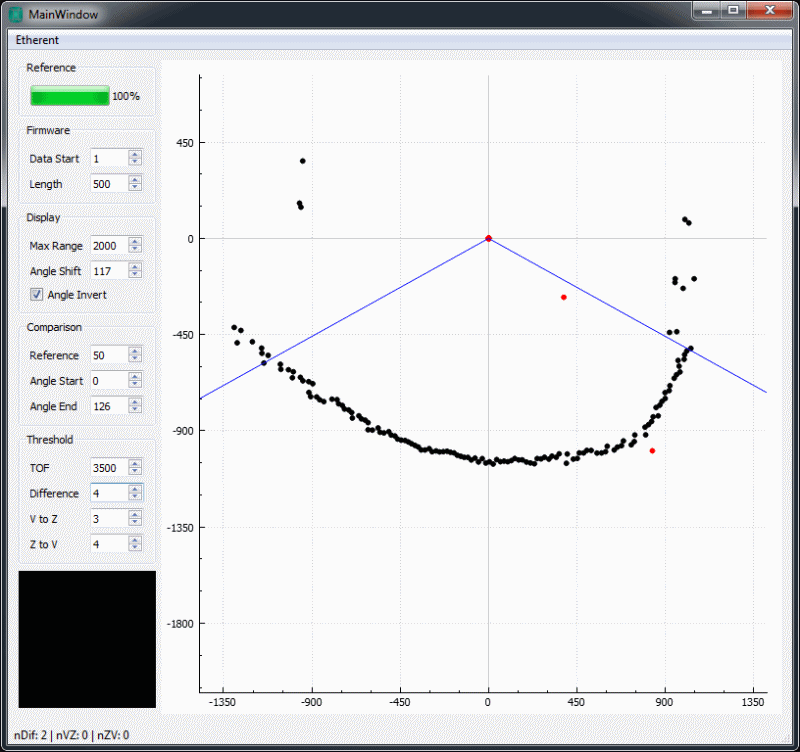 MainWindow
Etherent
Reference
100%
Firmware
Data Start 1
Length 500
Display
Max Range 2000
Angle Shift 117
Angle Invert
Comparison
Reference 50
Angle Start 0
Angle End 126
Threshold
TOF 3500
Difference 4
V to Z 3
Z to V 4
450
0
-450
-900
-1350
-1800
-1350 -900 -450 0 450 900 1350
nDif: 2 | nVZ: 0 | nZV: 0